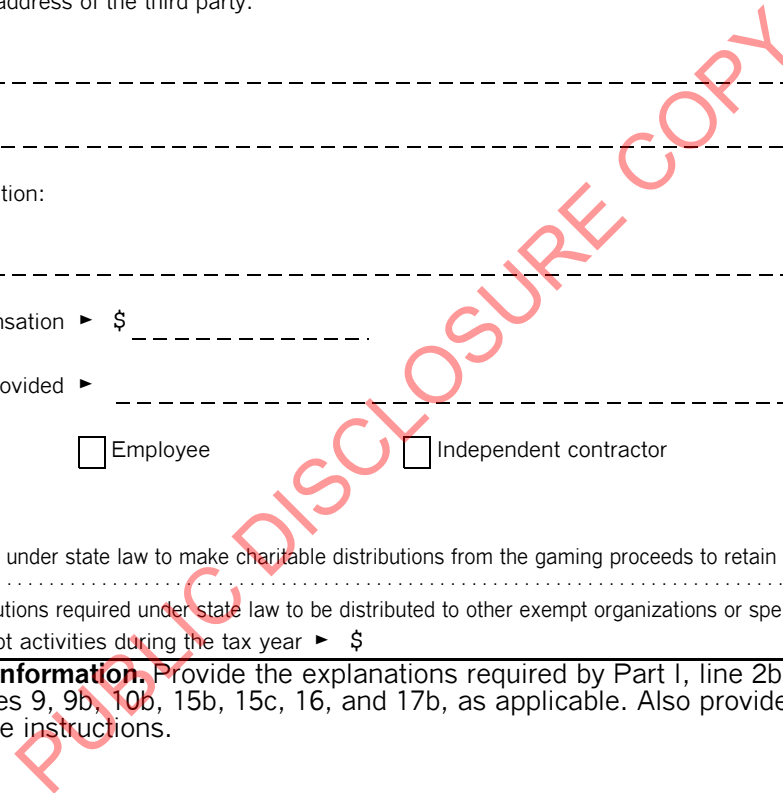 address of the third party:
tion:
nsation ► $
ovided ►
Employee Independent contractor
under state law to make charitable distributions from the gaming proceeds to retain
utions required under state law to be distributed to other exempt organizations or spe
pt activities during the tax year ► $
nformation. Provide the explanations required by Part I, line 2b
es 9, 9b, 10b, 15b, 15c, 16, and 17b, as applicable. Also provide
e instructions.
PUBLIC DISCLOSURE COPY